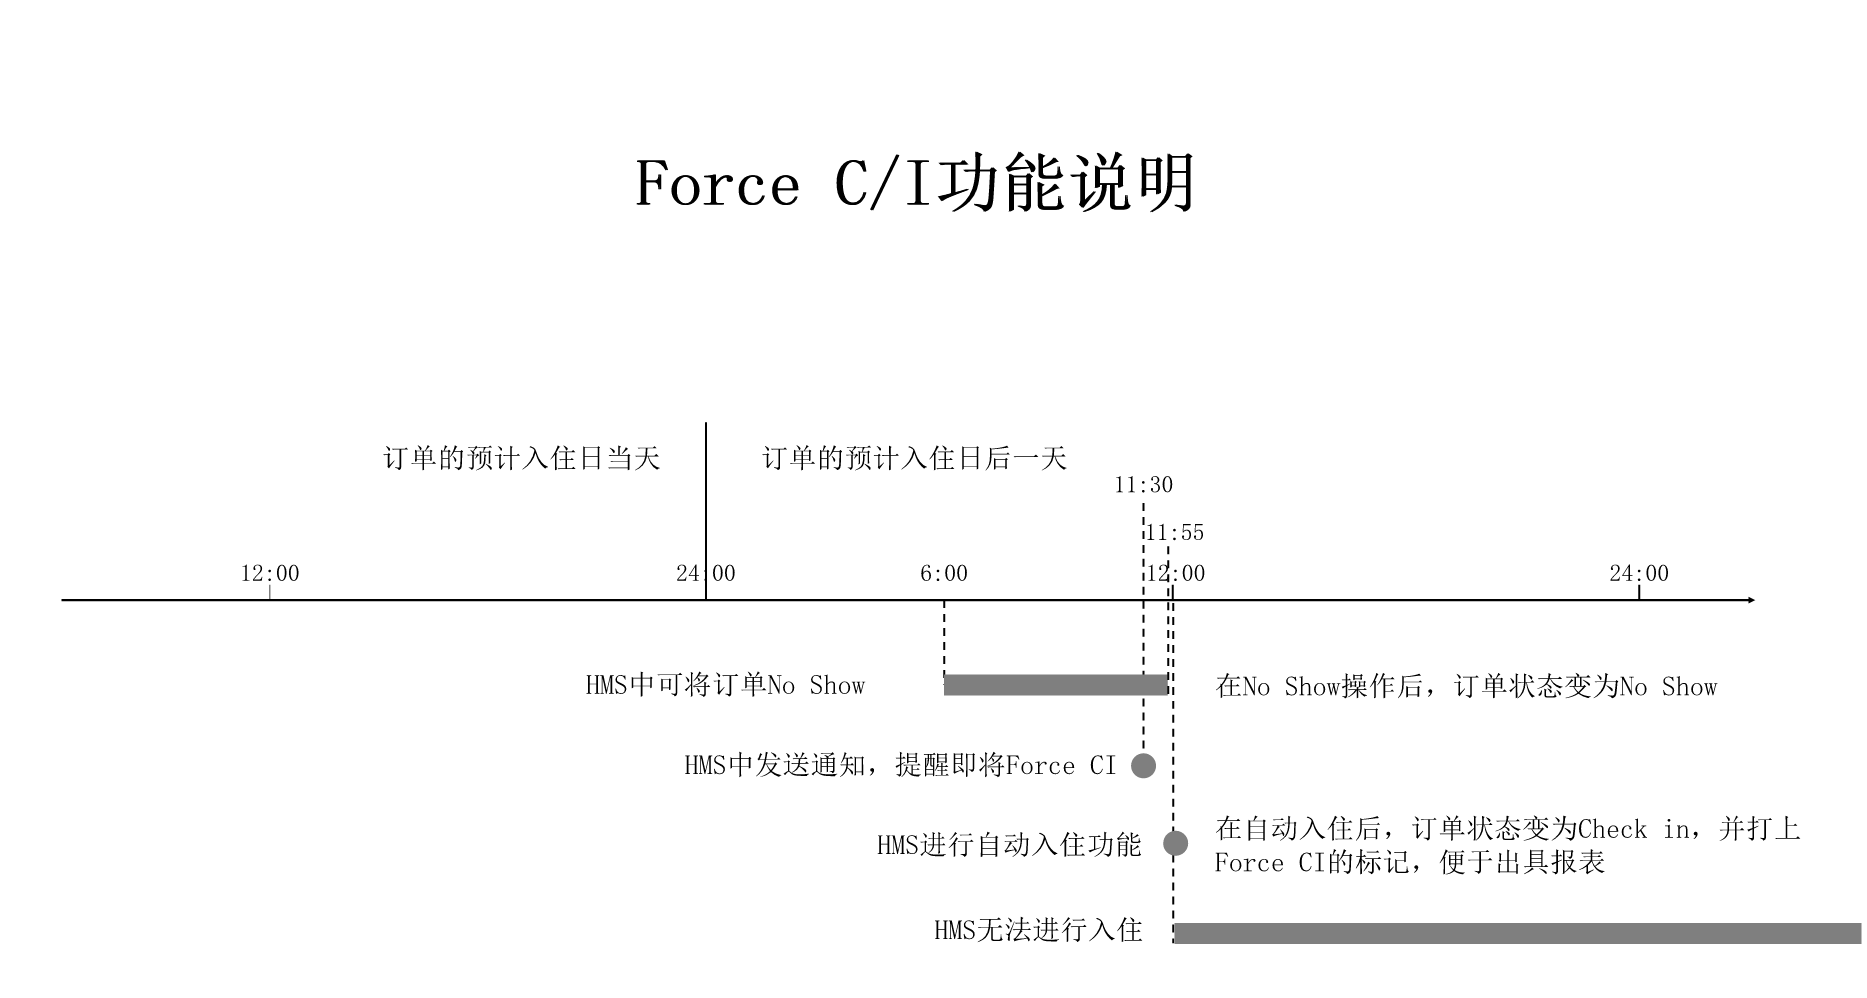 Force C/I功能说明
订单的预计入住日当天
订单的预计入住日后一天
11:30
11:55
12:00
24:00
6:00
12:00
24:00
HMS中可将订单No Show
在No Show操作后，订单状态变为No Show
HMS中发送通知，提醒即将Force CI
HMS进行自动入住功能
在自动入住后，订单状态变为Check in，并打上
Force CI的标记，便于出具报表
HMS无法进行入住